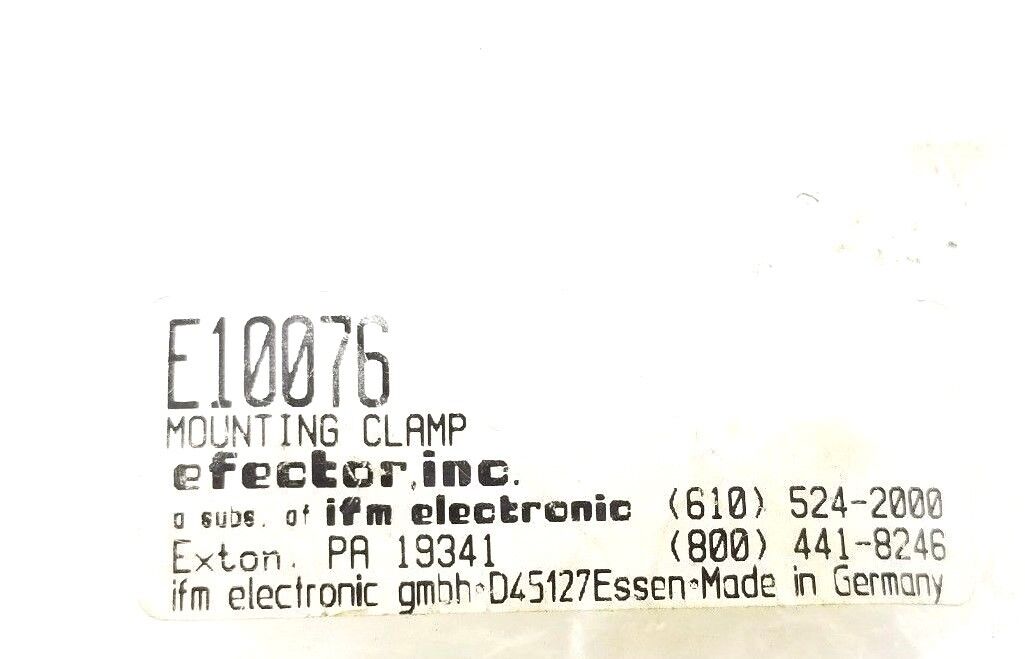 E10076
MOUNTING CLAMP
efector, inc.
a subs. of ifm electronic (610) 524-2000
Exton. PA 19341 (800) 441-8246
ifm electronic gmbh•D45127Essen•Made in Germany